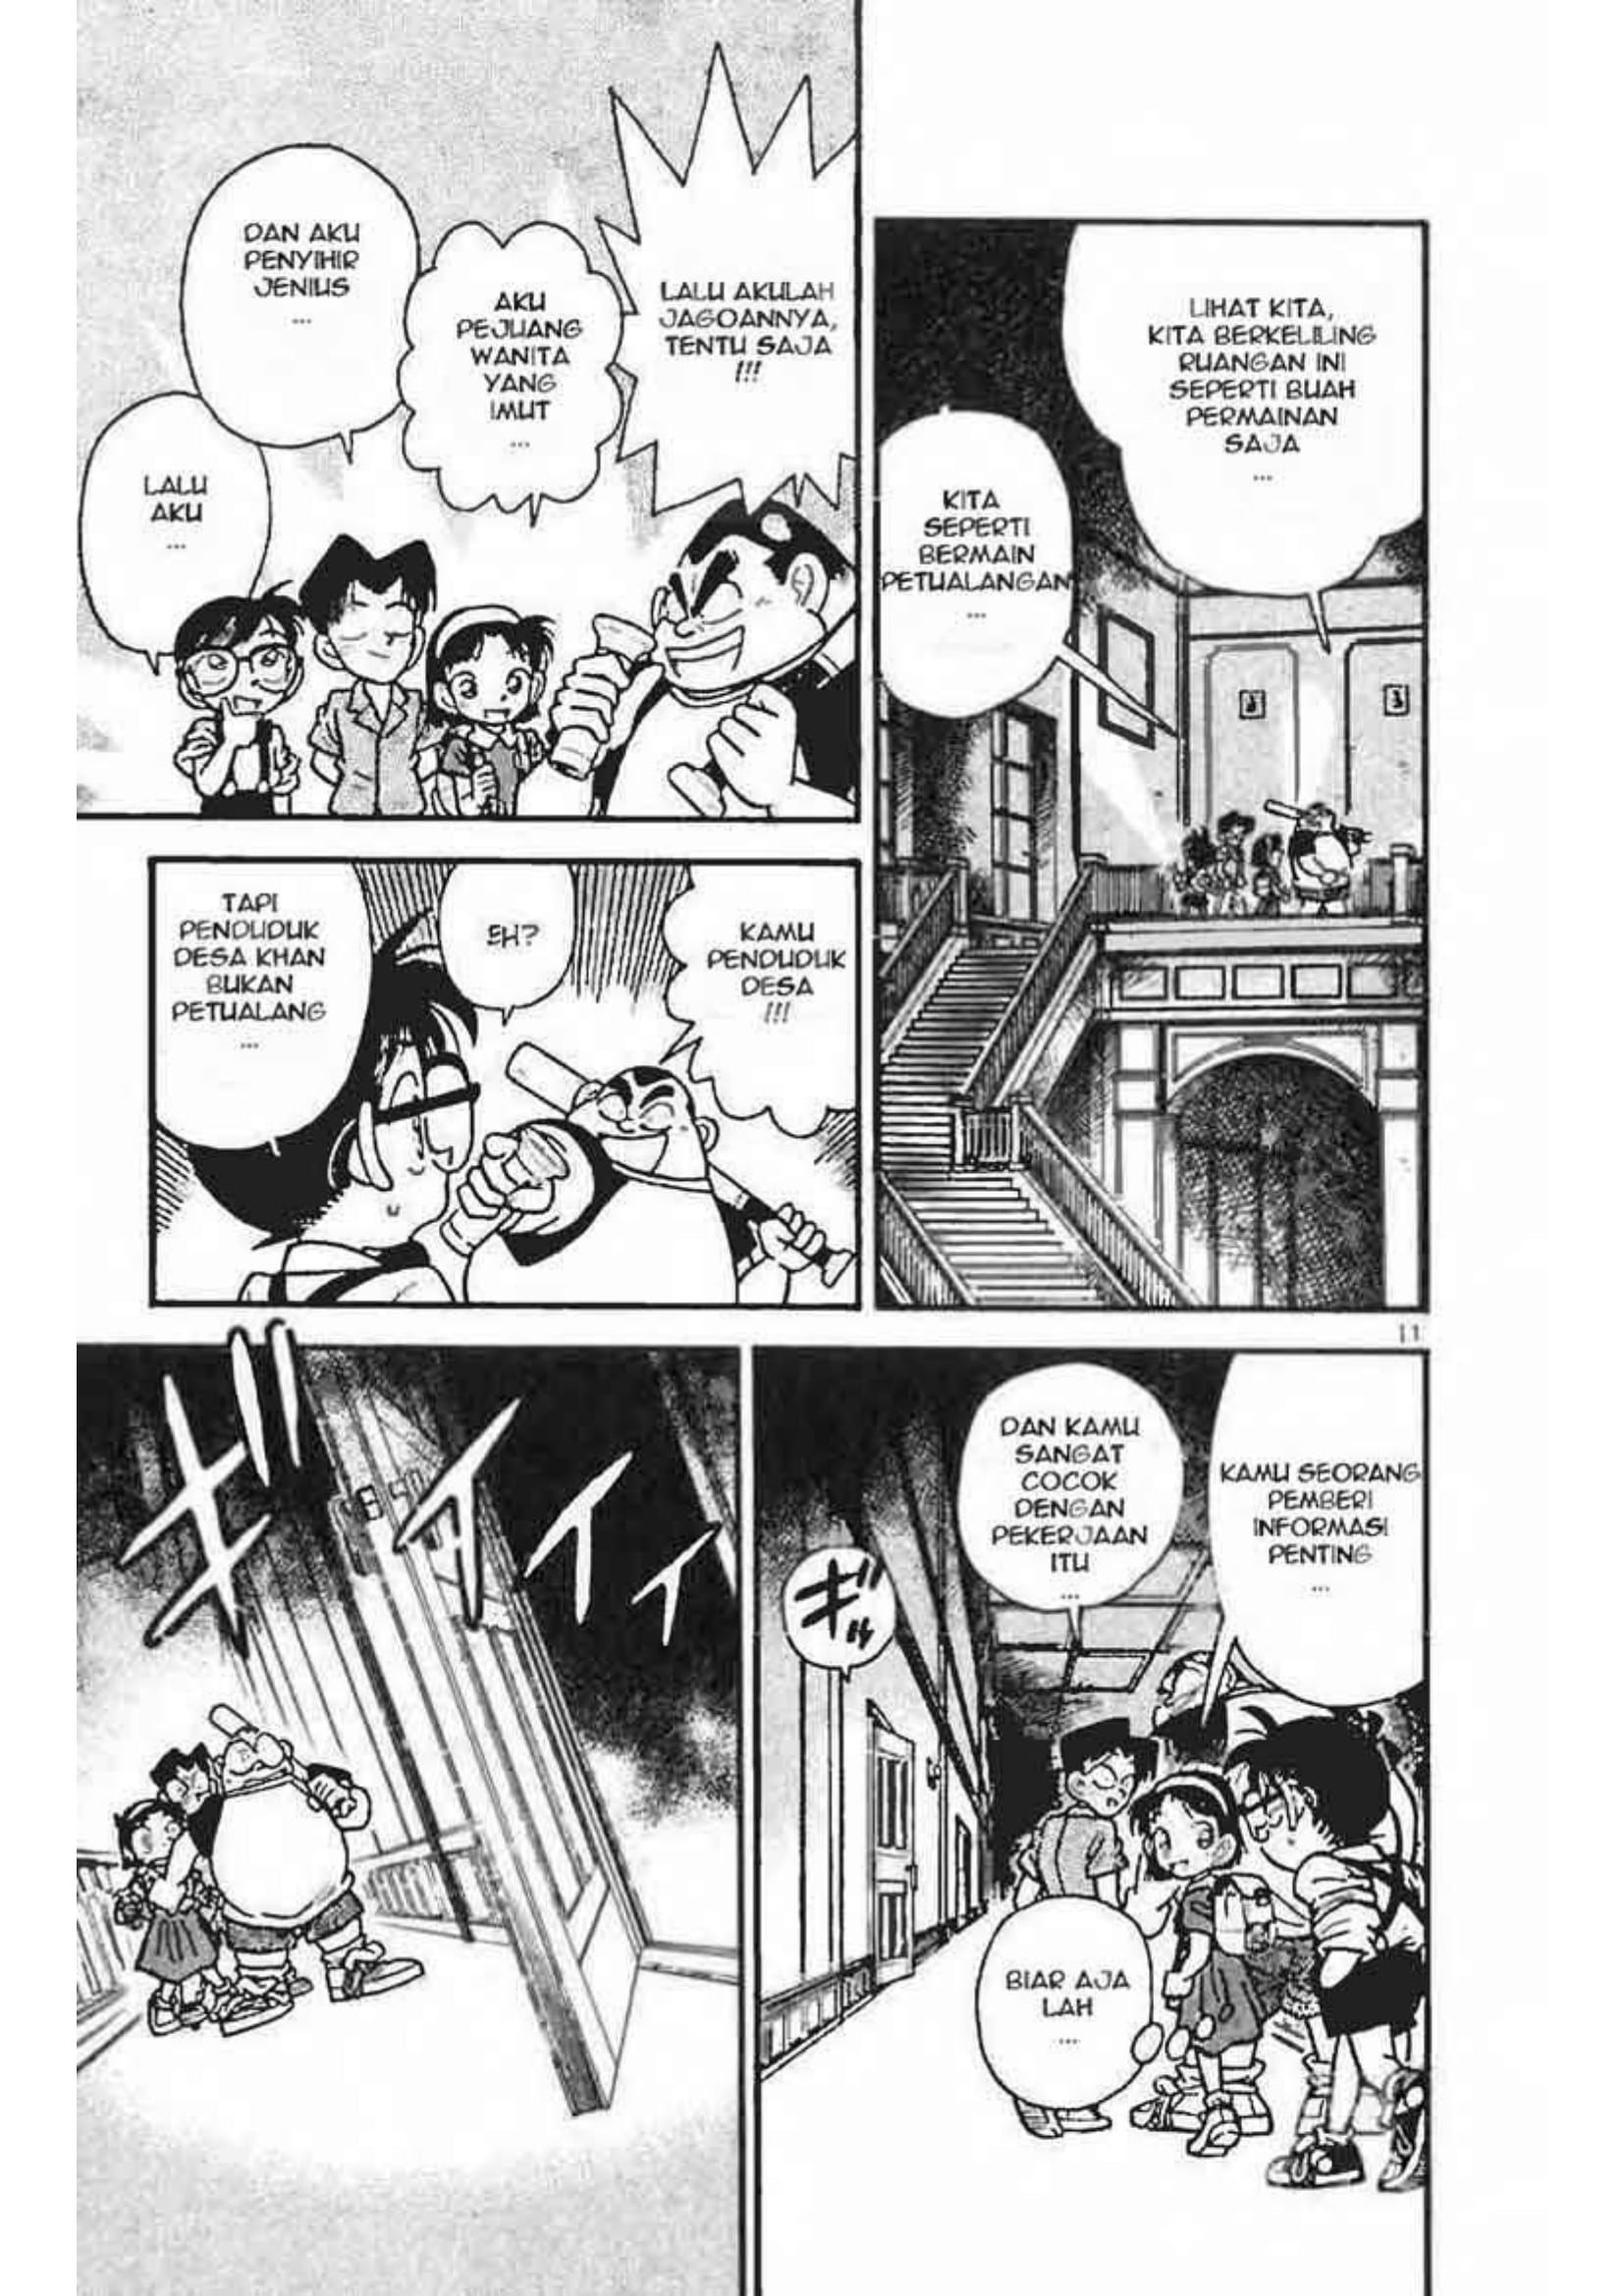 LIHAT KITA,
KITA BERKELILING
RUANGAN INI
SEPERTI BUAH
PERMAINAN
SAJA
...
KITA
SEPERTI
BERMAIN
PETUALANGAN
...
LALU AKULAH
JAGOANNYA,
TENTU SAJA
!!!
AKU
PEJUANG
WANITA
YANG
IMUT
...
DAN AKU
PENYIHIR
JENIUS
...
LALU
AKU
...
KAMU
PENDUDUK
DESA
!!!
EH?
TAPI
PENDUDUK
DESA KHAN
BUKAN
PETUALANG
...
11
KAMU SEORANG
PEMBERI
INFORMASI
PENTING
...
DAN KAMU
SANGAT
COCOK
DENGAN
PEKERJAAN
ITU
...
BIAR AJA
LAH
...
ギッ
ギイイィ